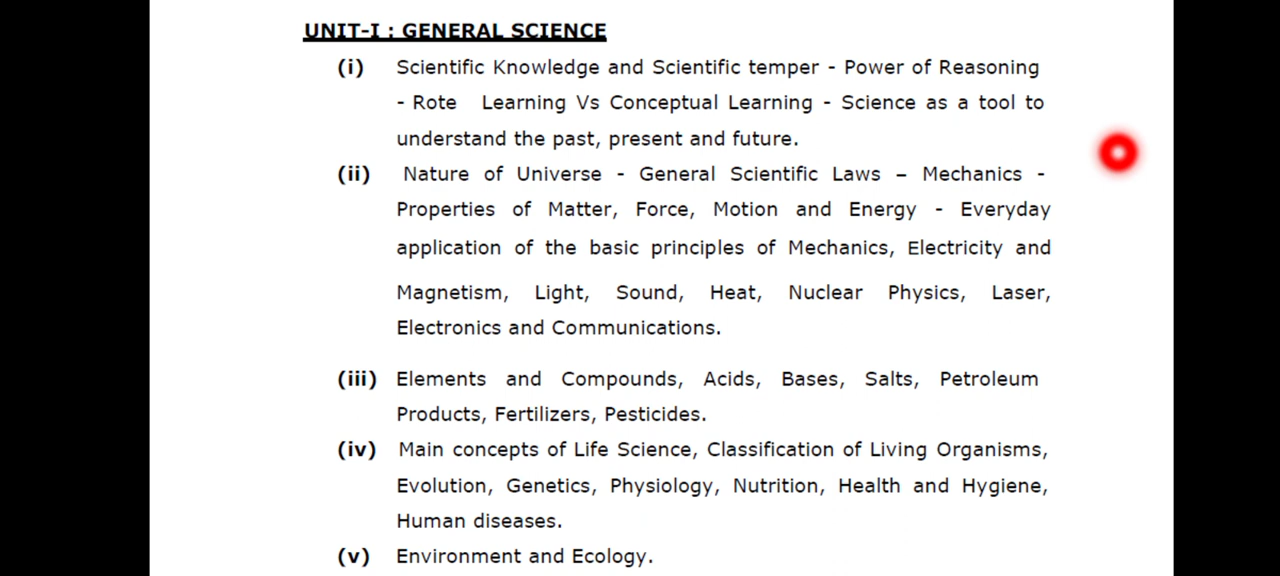 UNIT-I : GENERAL SCIENCE
(i) Scientific Knowledge and Scientific temper - Power of Reasoning
- Rote Learning Vs Conceptual Learning - Science as a tool to
understand the past, present and future.
(ii) Nature of Universe - General Scientific Laws – Mechanics -
Properties of Matter, Force, Motion and Energy - Everyday
application of the basic principles of Mechanics, Electricity and
Magnetism, Light, Sound, Heat, Nuclear Physics, Laser,
Electronics and Communications.
(iii) Elements and Compounds, Acids, Bases, Salts, Petroleum
Products, Fertilizers, Pesticides.
(iv) Main concepts of Life Science, Classification of Living Organisms,
Evolution, Genetics, Physiology, Nutrition, Health and Hygiene,
Human diseases.
(v) Environment and Ecology.